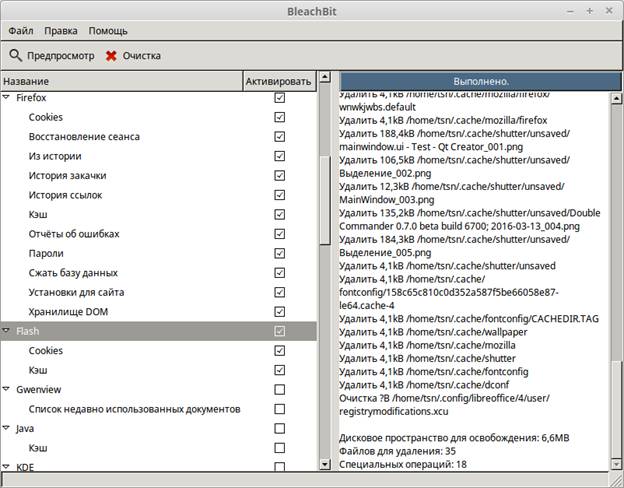 BleachBit
Файл Правка Помощь
Предпросмотр Очистка
Название Активировать
Firefox
Cookies
Восстановление сеанса
Из истории
История закачки
История ссылок
Кэш
Отчёты об ошибках
Пароли
Сжать базу данных
Установки для сайта
Хранилище DOM
Flash
Cookies
Кэш
Gwenview
Список недавно использованных документов
Java
Кэш
KDE
Выполнено.
Удалить 4,1kB /home/tsn/.cache/mozilla/firefox/
wnwkjwbs.default
Удалить 4,1kB /home/tsn/.cache/mozilla/firefox
Удалить 188,4kB /home/tsn/.cache/shutter/unsaved/
mainwindow.ui - Test - Qt Creator_001.png
Удалить 106,5kB /home/tsn/.cache/shutter/unsaved/
Выделение_002.png
Удалить 12,3kB /home/tsn/.cache/shutter/unsaved/
MainWindow_003.png
Удалить 135,2kB /home/tsn/.cache/shutter/unsaved/Double
Commander 0.7.0 beta build 6700; 2016-03-13_004.png
Удалить 184,3kB /home/tsn/.cache/shutter/unsaved/
Выделение_005.png
Удалить 4,1kB /home/tsn/.cache/shutter/unsaved
Удалить 4,1kB /home/tsn/.cache/
fontconfig/158c65c810c0d352a587f5be66058e87-
le64.cache-4
Удалить 4,1kB /home/tsn/.cache/fontconfig/CACHEDIR.TAG
Удалить 4,1kB /home/tsn/.cache/wallpaper
Удалить 4,1kB /home/tsn/.cache/mozilla
Удалить 4,1kB /home/tsn/.cache/shutter
Удалить 4,1kB /home/tsn/.cache/fontconfig
Удалить 4,1kB /home/tsn/.cache/dconf
Очистка ?B /home/tsn/.config/libreoffice/4/user/
registrymodifications.xcu
Дисковое пространство для освобождения: 6,6MB
Файлов для удаления: 35
Специальных операций: 18